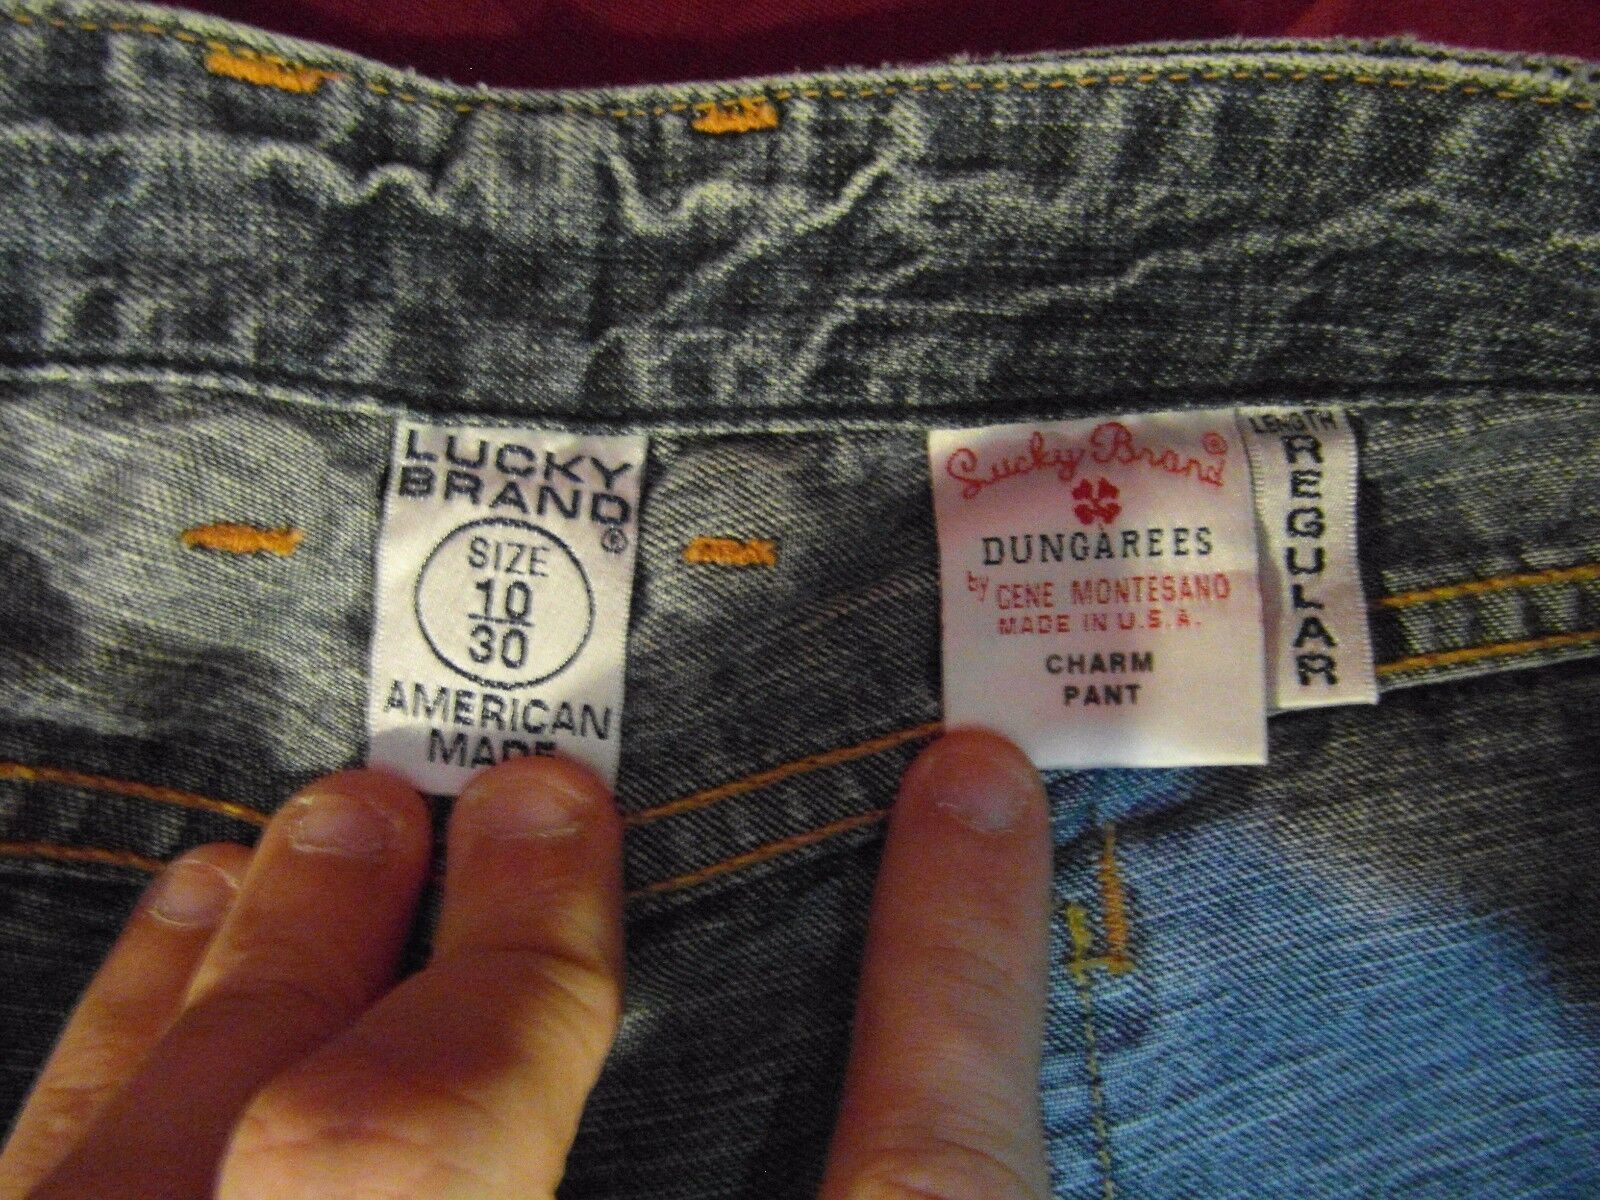 LUCKY
BRAND®
SIZE
10
30
AMERICAN
MADE
Lucky Brand®
DUNGAREES
by GENE MONTESANO
MADE IN U.S.A.
CHARM
PANT
LENGTH
REGULAR